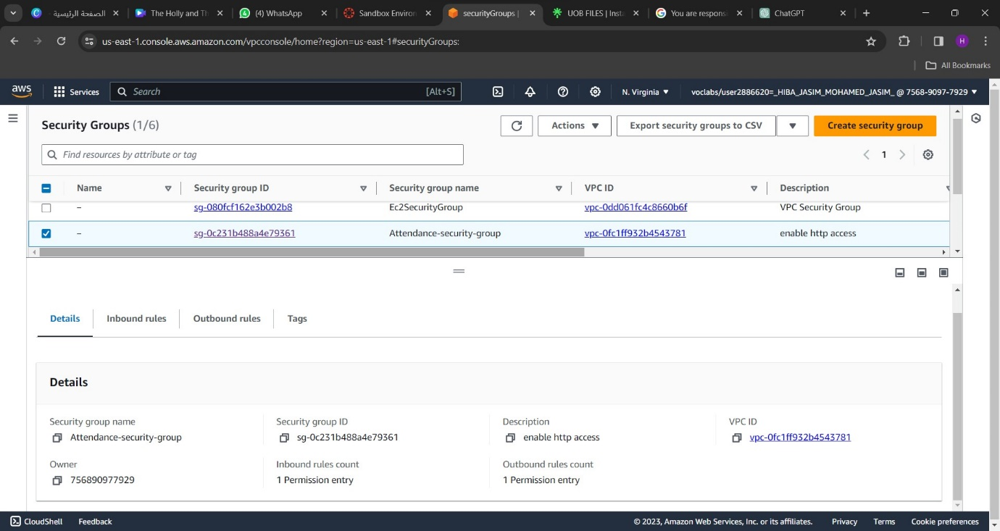 الصفحة الرئيسية -
The Holly and Th
(4) WhatsApp
Sandbox Environ
securityGroups |
UOB FILES | Insta
You are responsi
ChatGPT
us-east-1.console.aws.amazon.com/vpcconsole/home?region=us-east-1#securityGroups:
H
All Bookmarks
aws
Services
Search
[Alt+S]
N. Virginia
voclabs/user2886620=_HIBA_JASIM_MOHAMED_JASIM_ @ 7568-9097-7929
Security Groups (1/6)
Actions
Export security groups to CSV
Create security group
Find resources by attribute or tag
1
Name
Security group ID
Security group name
VPC ID
Description
– sg-080fcf162e3b002b8 Ec2SecurityGroup vpc-0dd061fc4c8660b6f VPC Security Group
– sg-0c231b488a4e79361 Attendance-security-group vpc-0fc1ff932b4543781 enable http access
Details
Inbound rules
Outbound rules
Tags
Details
Security group name
Attendance-security-group
Security group ID
sg-0c231b488a4e79361
Description
enable http access
VPC ID
vpc-0fc1ff932b4543781
Owner
756890977929
Inbound rules count
1 Permission entry
Outbound rules count
1 Permission entry
CloudShell
Feedback
© 2023, Amazon Web Services, Inc. or its affiliates.
Privacy
Terms
Cookie preferences